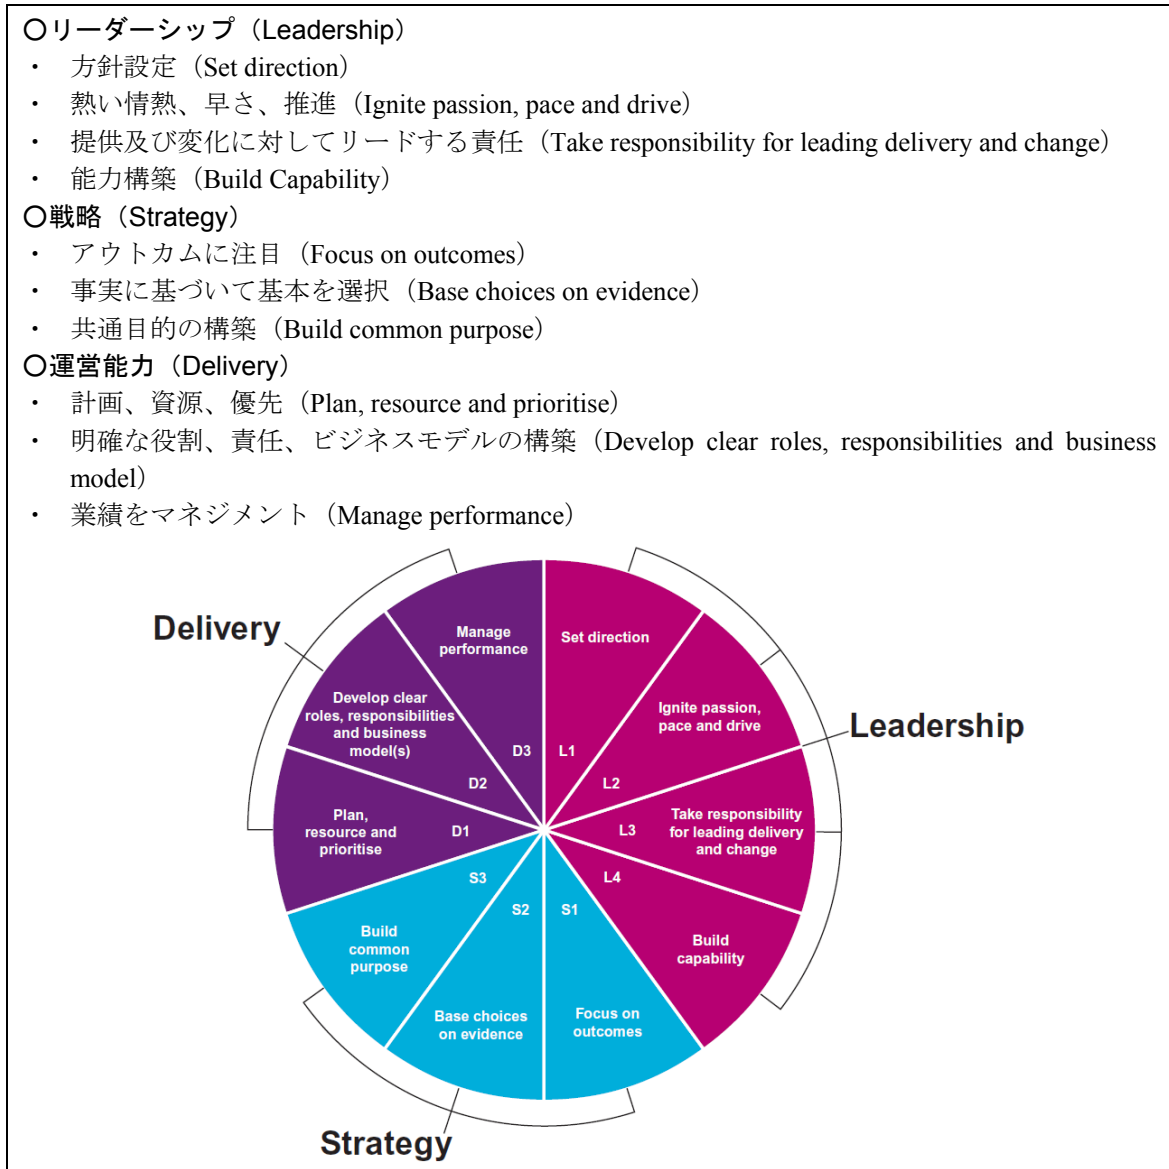 ○リーダーシップ（Leadership）
・ 方針設定（Set direction）
・ 熱い情熱、早さ、推進（Ignite passion, pace and drive）
・ 提供及び変化に対してリードする責任（Take responsibility for leading delivery and change）
・ 能力構築（Build Capability）
○戦略（Strategy）
・ アウトカムに注目（Focus on outcomes）
・ 事実に基づいて基本を選択（Base choices on evidence）
・ 共通目的の構築（Build common purpose）
○運営能力（Delivery）
・ 計画、資源、優先（Plan, resource and prioritise）
・ 明確な役割、責任、ビジネスモデルの構築（Develop clear roles, responsibilities and business
model）
・ 業績をマネジメント（Manage performance）
Delivery
Manage
performance
D3
Set direction
L1
Develop clear
roles, responsibilities
and business
model(s)
D2
Ignite passion,
pace and drive
L2
Leadership
Plan,
resource and
prioritise
D1
L3
Take responsibility
for leading delivery
and change
S3
Build
common
purpose
L4
Build
capability
S2
Base choices
on evidence
S1
Focus on
outcomes
Strategy